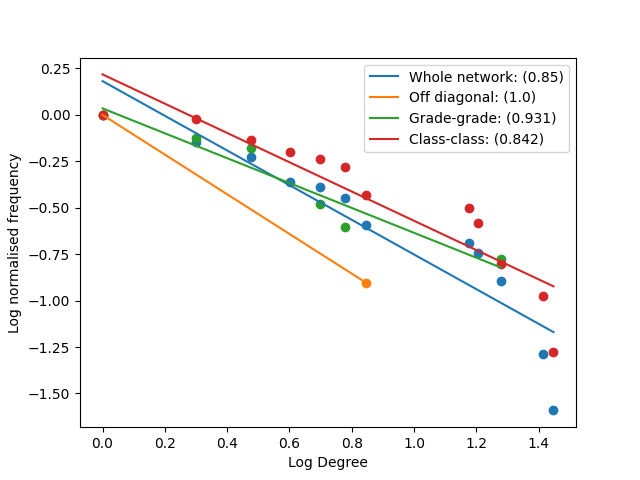 Whole network: (0.85)
Off diagonal: (1.0)
Grade-grade: (0.931)
Class-class: (0.842)
0.25
0.00
−0.25
−0.50
−0.75
−1.00
−1.25
−1.50
Log normalised frequency
0.0 0.2 0.4 0.6 0.8 1.0 1.2 1.4
Log Degree